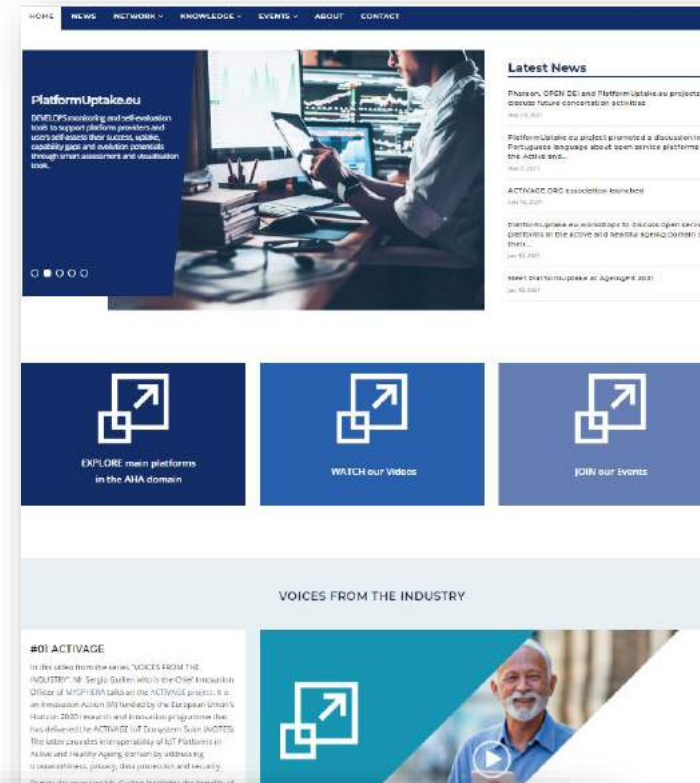 HOME NEWS NETWORK KNOWLEDGE EVENTS ABOUT CONTACT
PlatformUptake.eu
DEVELOPS monitoring and self-evaluation
tools to support platform providers and
users self-assess their success, uptake,
capability gaps and evolution potentials
through smart assessment and visualisation
tools.
Latest News
Pharaon, OPEN DEI and PlatformUptake.eu projects
discuss future concertation activities
PlatformUptake.eu project promoted a discussion in
Portuguese language about open service platforms
the Active and...
ACTIVAGE.ORG association launched
PlatformUptake.eu workshops to discuss open
platforms in the active and healthy ageing domain
their...
Meet PlatformUptake at AgeingFit 2021
EXPLORE main platforms
in the AHA domain
WATCH our Videos
JOIN our Events
VOICES FROM THE INDUSTRY
#01 ACTIVAGE
In this video from the series "VOICES FROM THE
INDUSTRY", Mr Sergio Guillen who is the Chief Innovation
Officer of MYSPHERA talks on the ACTIVAGE project. It is
an Innovation Action (IA) funded by the European Union's
Horizon 2020 research and innovation programme that
has delivered the ACTIVAGE IoT Ecosystem Suite (AIOTES).
The latter provides interoperability of IoT Platforms in
Active and Healthy Ageing domain by addressing
trustworthiness, privacy, data protection and security.